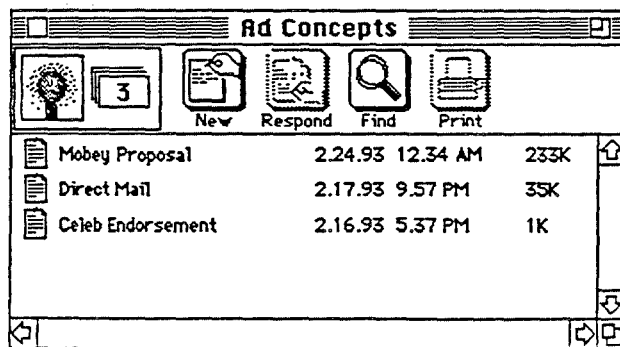 Ad Concepts
3
New Respond Find Print
Mobey Proposal 2.24.93 12.34 AM 233K
Direct Mail 2.17.93 9.57 PM 35K
Celeb Endorsement 2.16.93 5.37 PM 1K